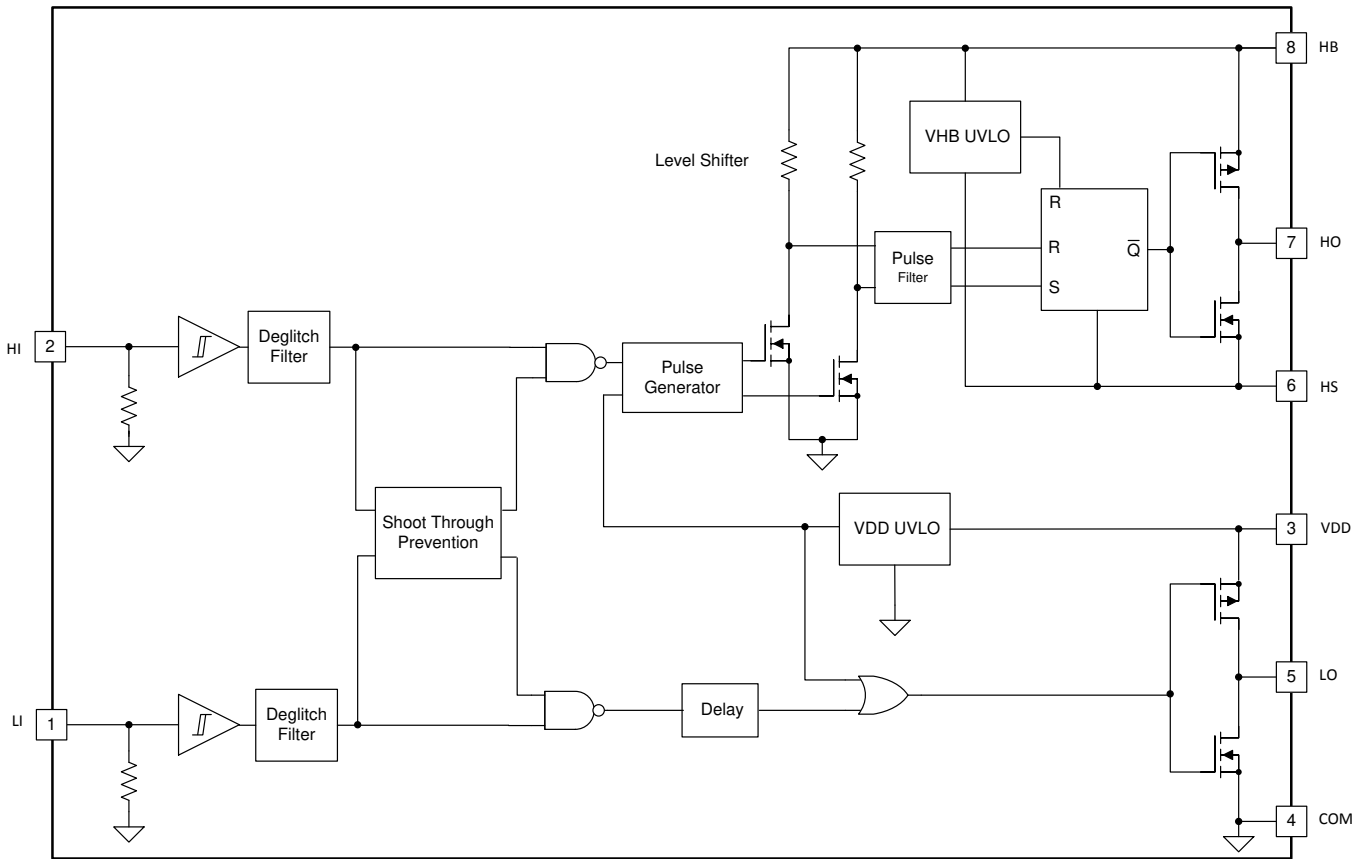 8 HB
VHB UVLO
Level Shifter
R
R
S
Q̅
Pulse
Filter
7 HO
HI 2
Deglitch
Filter
Pulse
Generator
6 HS
Shoot Through
Prevention
VDD UVLO
3 VDD
LI 1
Deglitch
Filter
Delay
5 LO
4 COM